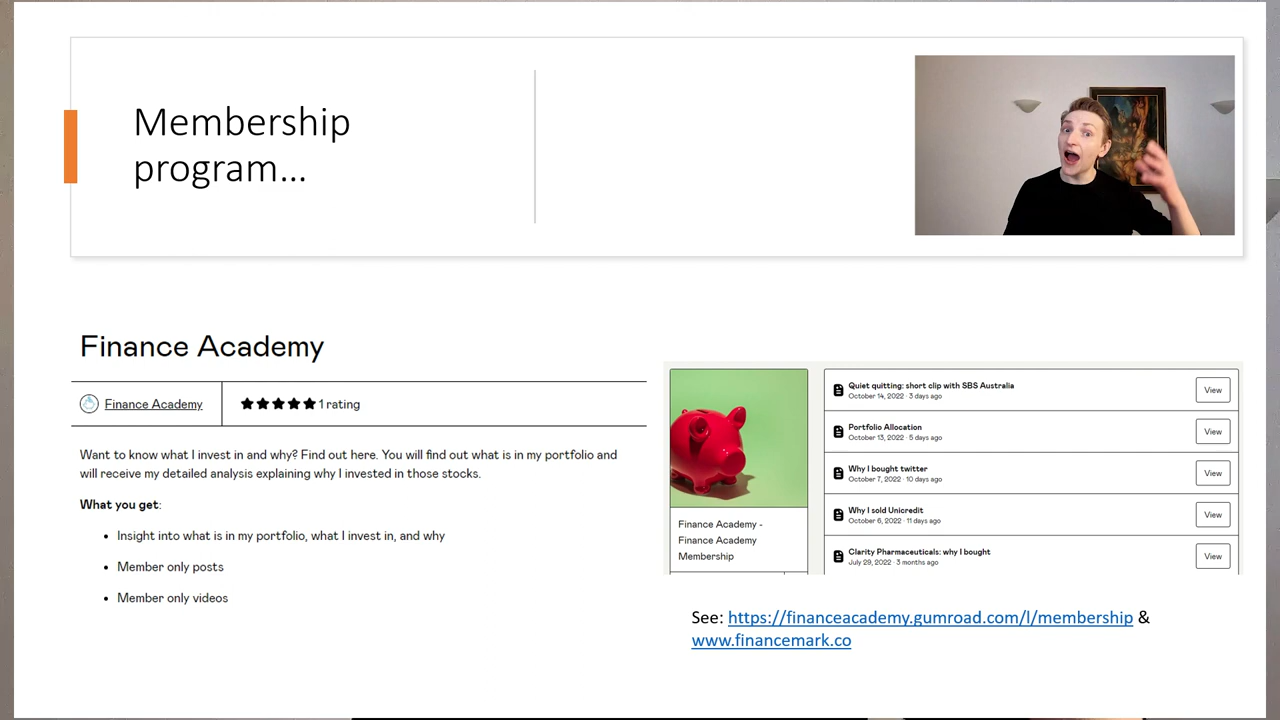 Membership
program...
Finance Academy
Finance Academy
1 rating
Want to know what I invest in and why? Find out here. You will find out what is in my portfolio and
will receive my detailed analysis explaining why I invested in those stocks.
What you get:
• Insight into what is in my portfolio, what I invest in, and why
• Member only posts
• Member only videos
Finance Academy -
Finance Academy
Membership
Quiet quitting: short clip with SBS Australia
October 14, 2022 · 3 days ago
View
Portfolio Allocation
October 13, 2022 · 5 days ago
View
Why I bought twitter
October 7, 2022 · 10 days ago
View
Why I sold Unicredit
October 6, 2022 · 11 days ago
View
Clarity Pharmaceuticals: why I bought
July 29, 2022 · 3 months ago
View
See: https://financeacademy.gumroad.com/l/membership &
www.financemark.co